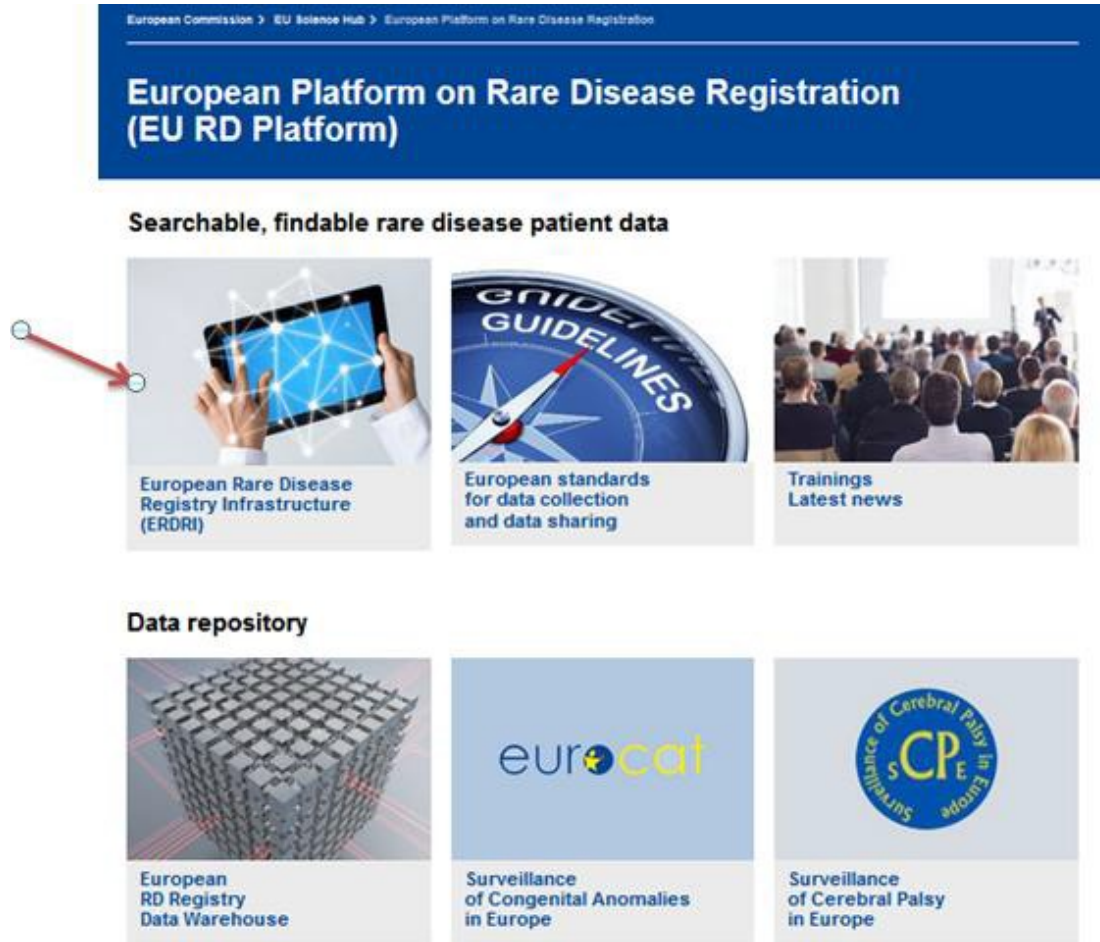 European Commission > EU Science Hub > European Platform on Rare Disease Registration
European Platform on Rare Disease Registration
(EU RD Platform)
Searchable, findable rare disease patient data
GUIDELINES
European Rare Disease
Registry Infrastructure
(ERDRI)
European standards
for data collection
and data sharing
Trainings
Latest news
Data repository
eurocat
Surveillance of Cerebral Palsy in Europe
SCPE
European
RD Registry
Data Warehouse
Surveillance
of Congenital Anomalies
in Europe
Surveillance
of Cerebral Palsy
in Europe